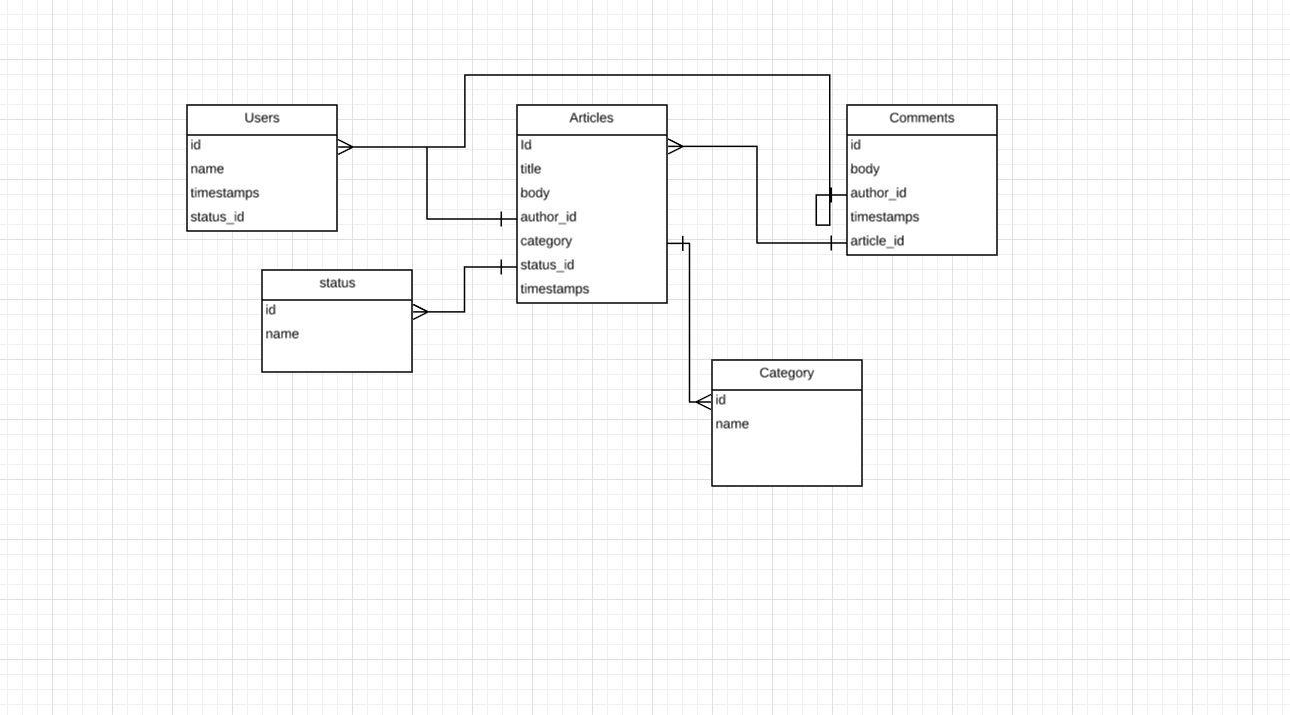 Users
id
name
timestamps
status_id
Articles
Id
title
body
author_id
category
status_id
timestamps
Comments
id
body
author_id
timestamps
article_id
status
id
name
Category
id
name